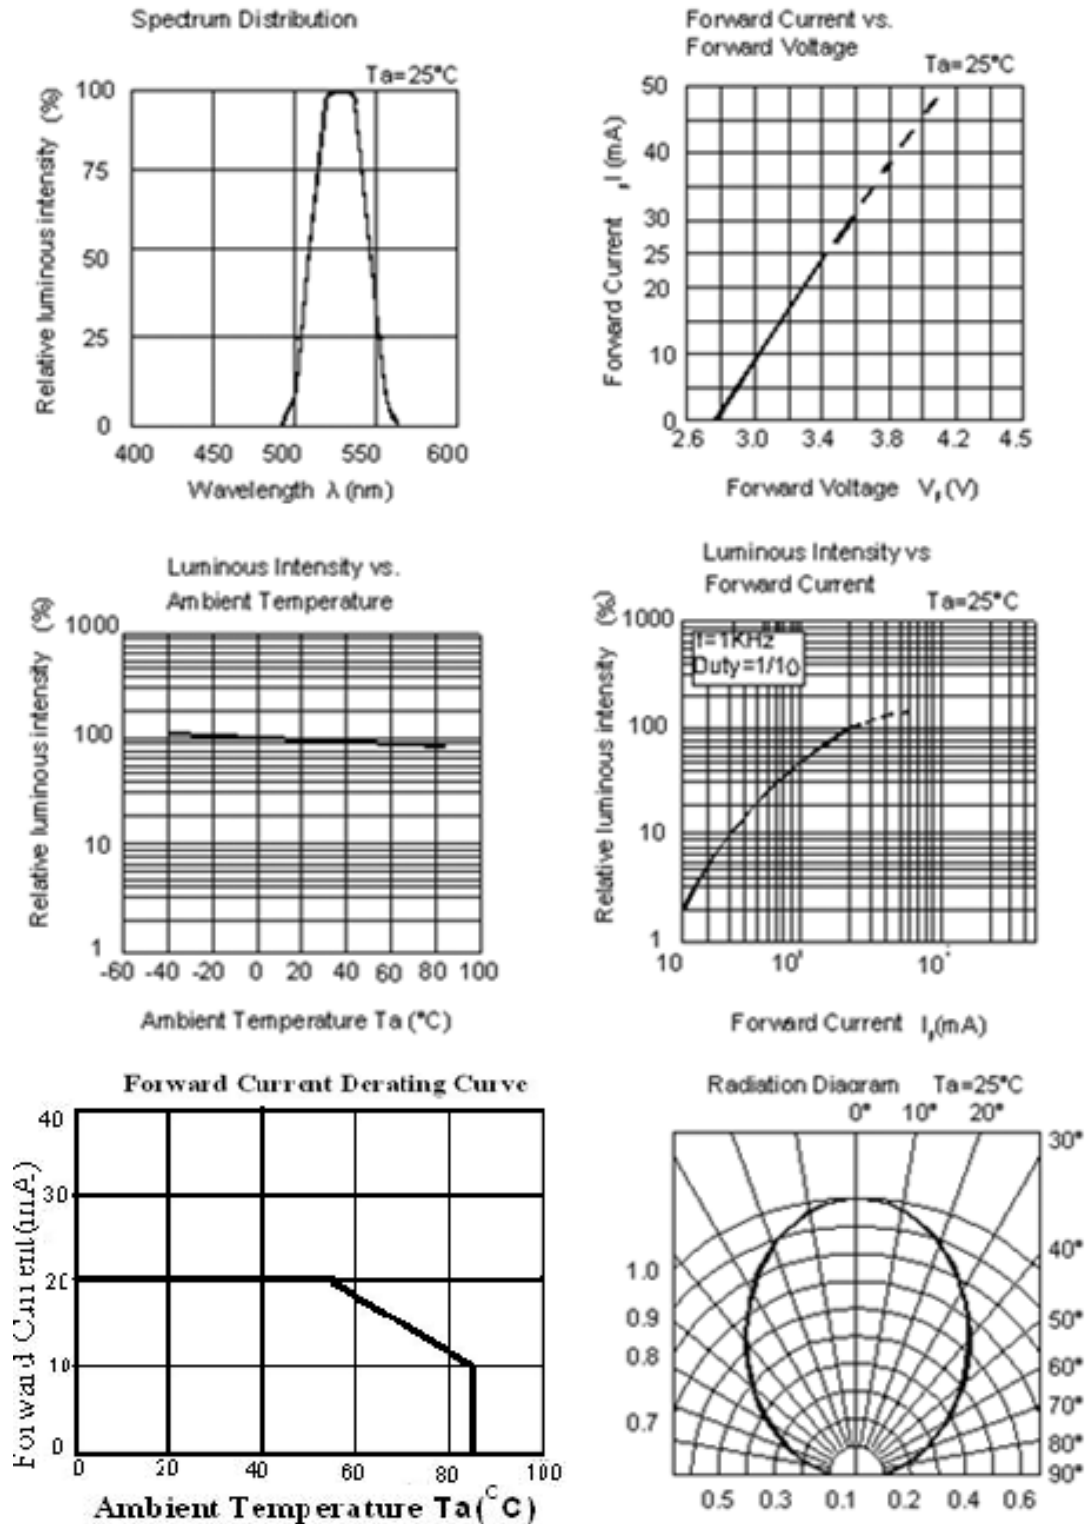 Spectrum Distribution
Ta=25°C
Relative luminous intensity (%)
100
75
50
25
0
400 450 500 550 600
Wavelength λ (nm)
Forward Current vs.
Forward Voltage
Ta=25°C
Forward Current I (mA)
50
40
30
25
20
10
0
2.6 3.0 3.4 3.8 4.2 4.5
Forward Voltage V (V)
Luminous Intensity vs.
Ambient Temperature
Relative luminous intensity (%)
1000
100
10
1
-60 -40 -20 0 20 40 60 80 100
Ambient Temperature Ta (°C)
Luminous Intensity vs
Forward Current
Ta=25°C
f=1KHz
Duty=1/10
Relative luminous intensity (%)
1000
100
10
1
10 10 10
Forward Current I (mA)
Forward Current Derating Curve
Forward Current(mA)
40
30
20
10
0
0 20 40 60 80 100
Ambient Temperature Ta(°C)
Radiation Diagram Ta=25°C
0° 10° 20°
30°
40°
50°
60°
70°
80°
90°
1.0
0.9
0.8
0.7
0.5 0.3 0.1 0.2 0.4 0.6